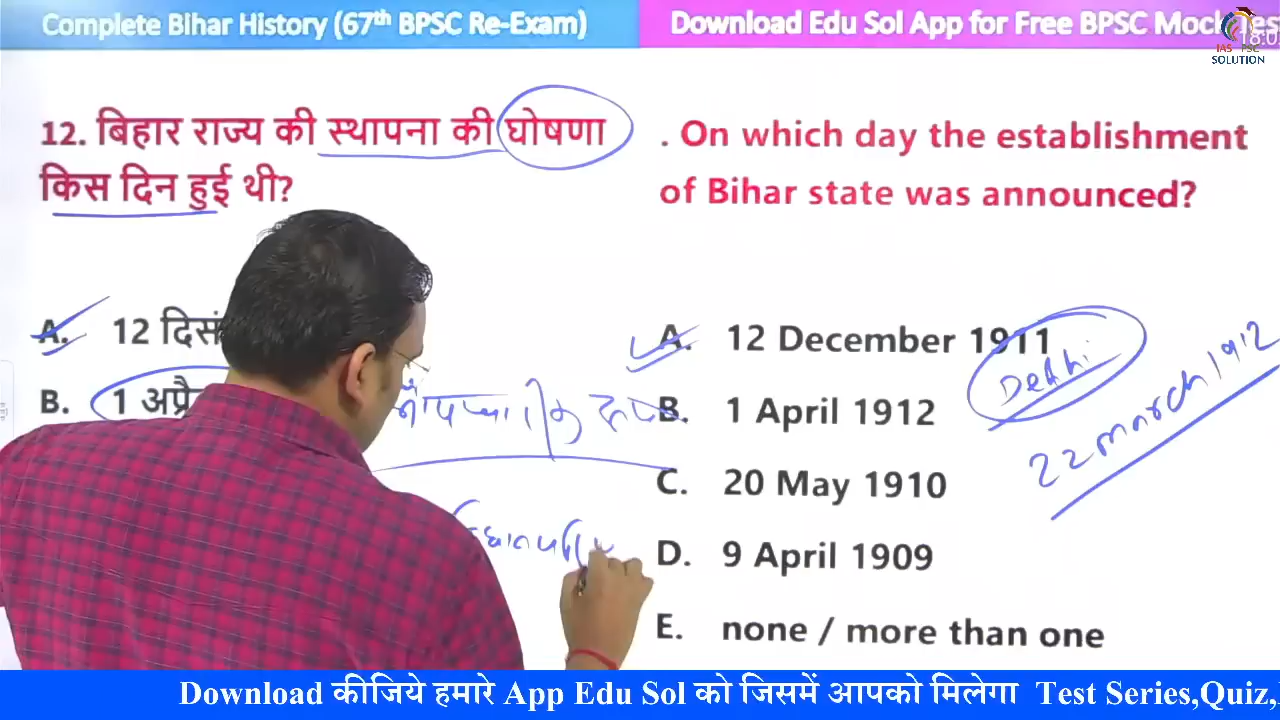 Complete Bihar History (67th BPSC Re-Exam)
Download Edu Sol App for Free BPSC Mock
18:0
IAS PSC
SOLUTION
12. बिहार राज्य की स्थापना की घोषणा
किस दिन हुई थी?
. On which day the establishment
of Bihar state was announced?
A. 12 दिसं
B. 1 अप्रै
A. 12 December 1911
B. 1 April 1912
C. 20 May 1910
D. 9 April 1909
E. none / more than one
Delhi
22 march 1912
Download कीजिये हमारे App Edu Sol को जिसमें आपको मिलेगा Test Series,Quiz,